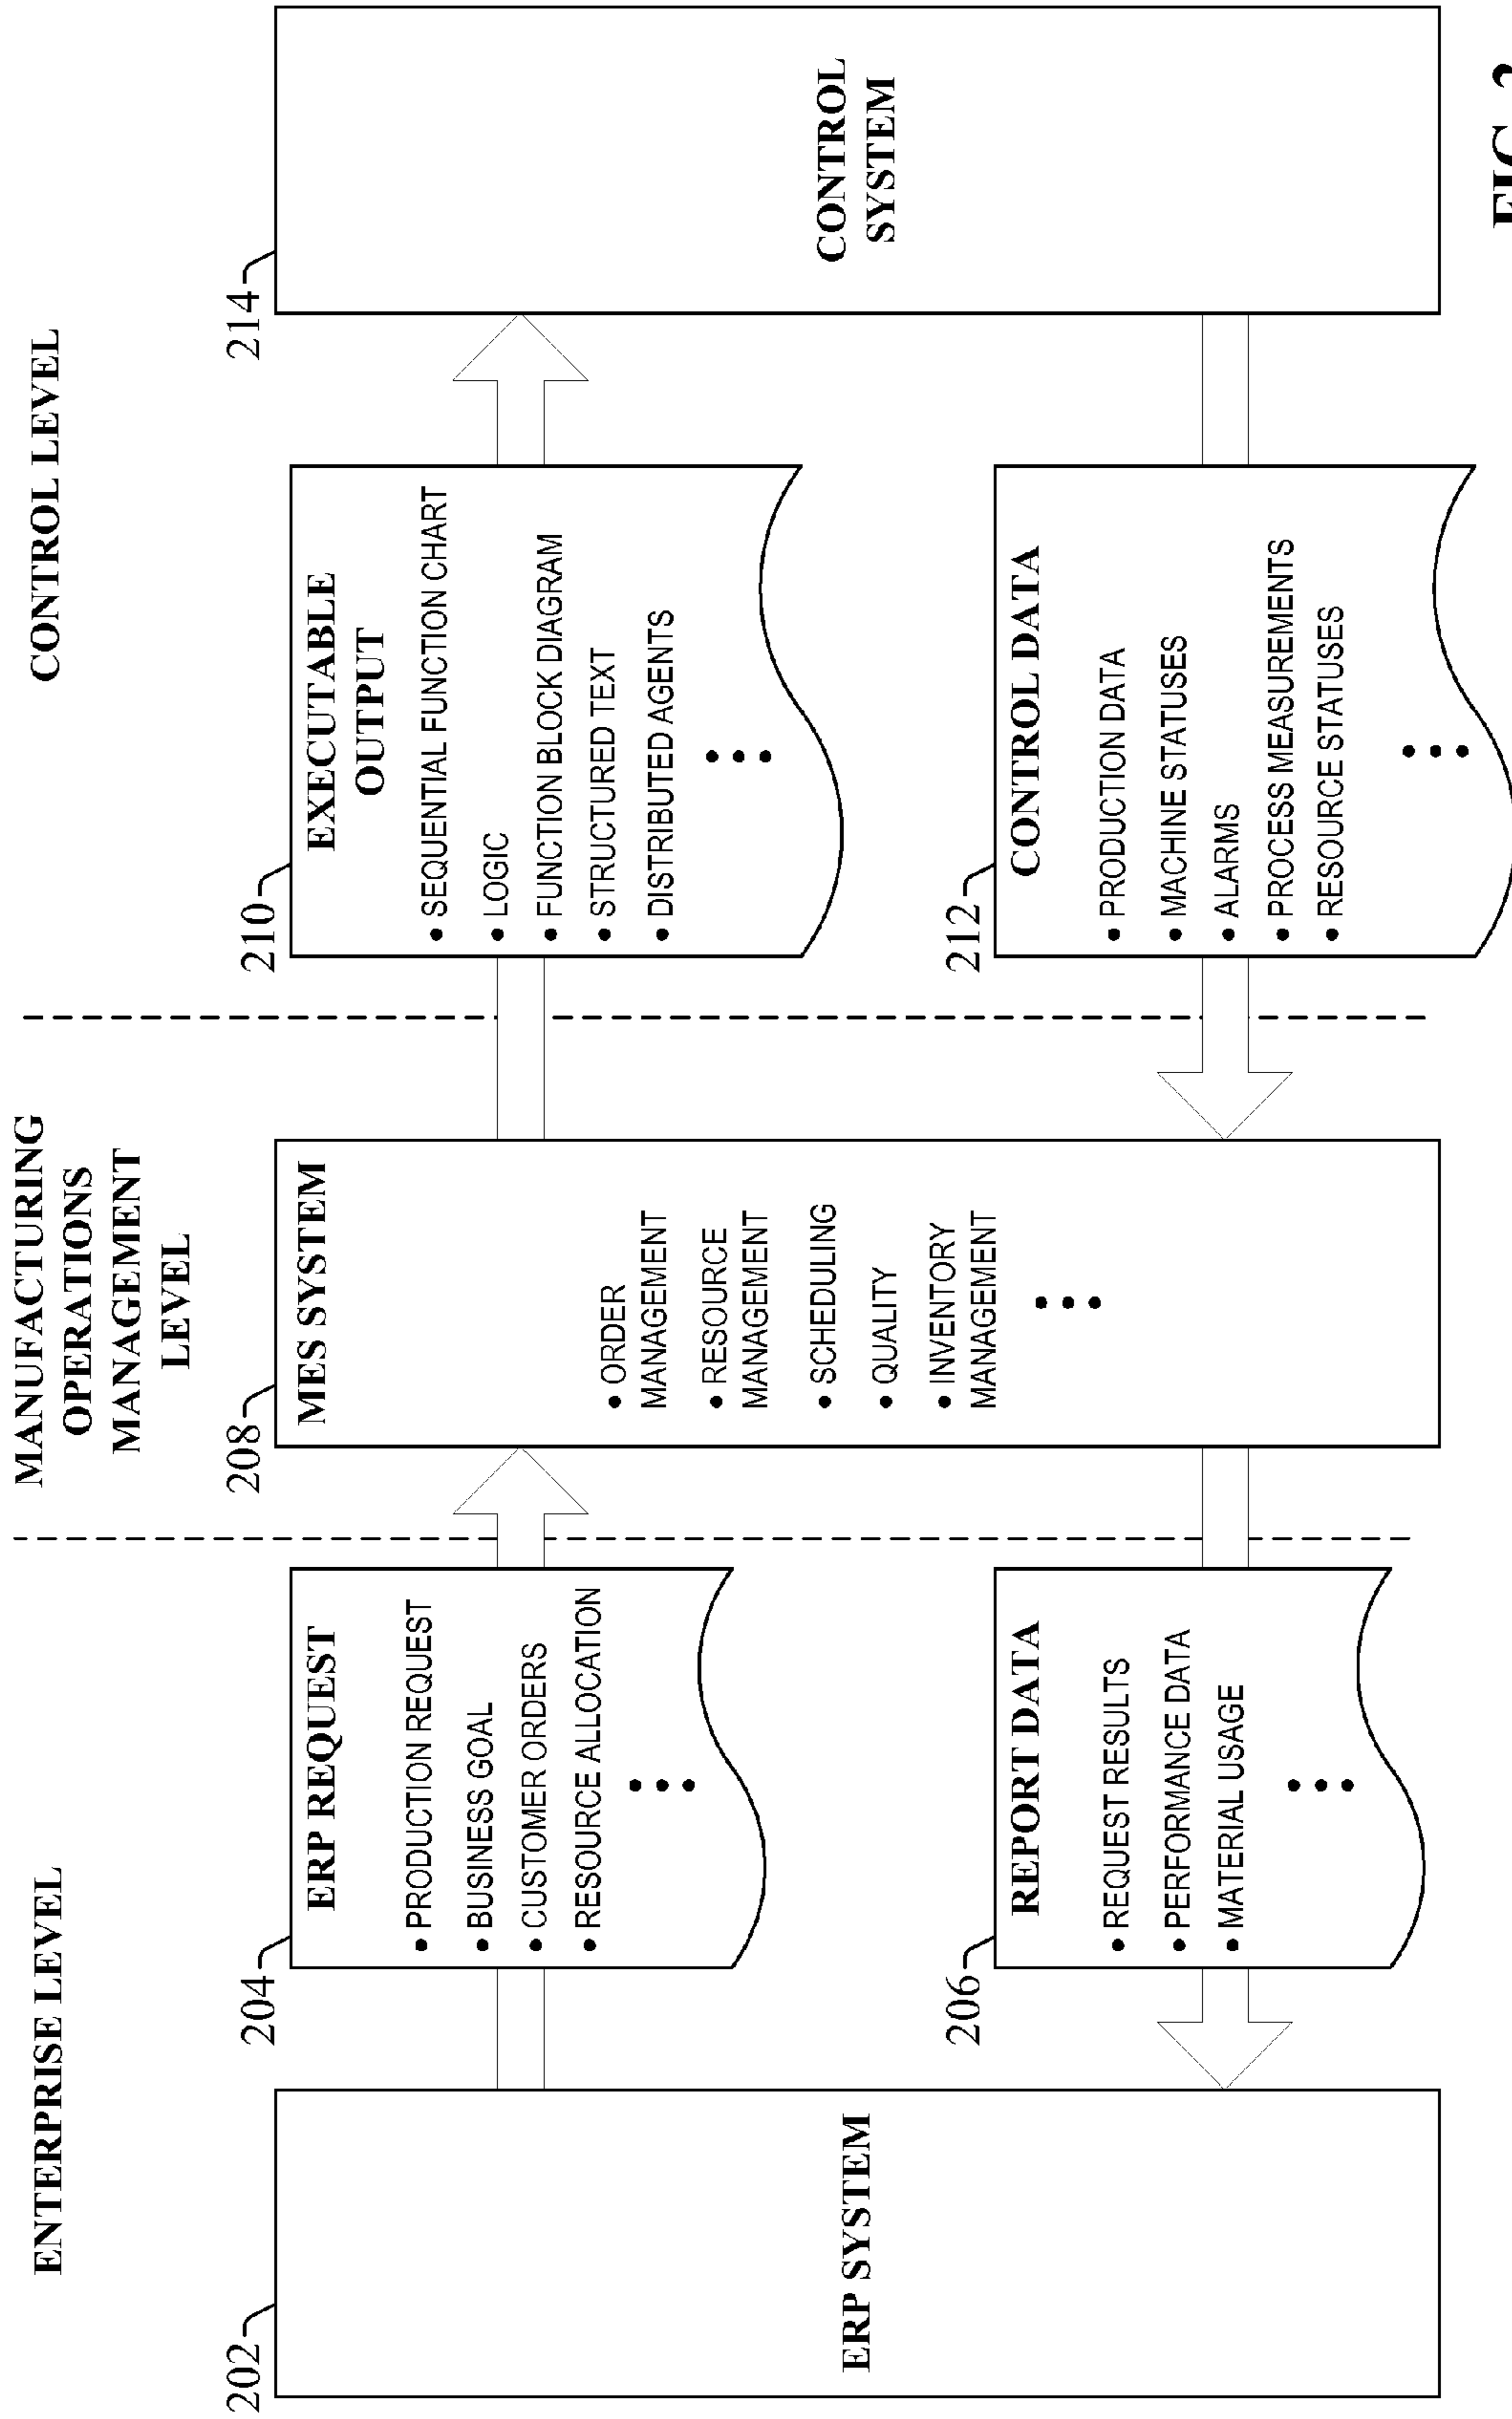 ENTERPRISE LEVEL
MANUFACTURING
OPERATIONS
MANAGEMENT
LEVEL
CONTROL LEVEL
202
ERP SYSTEM
204
ERP REQUEST
• PRODUCTION REQUEST
• BUSINESS GOAL
• CUSTOMER ORDERS
• RESOURCE ALLOCATION
206
REPORT DATA
• REQUEST RESULTS
• PERFORMANCE DATA
• MATERIAL USAGE
208
MES SYSTEM
• ORDER
MANAGEMENT
• RESOURCE
MANAGEMENT
• SCHEDULING
• QUALITY
• INVENTORY
MANAGEMENT
210
EXECUTABLE
OUTPUT
• SEQUENTIAL FUNCTION CHART
• LOGIC
• FUNCTION BLOCK DIAGRAM
• STRUCTURED TEXT
• DISTRIBUTED AGENTS
212
CONTROL DATA
• PRODUCTION DATA
• MACHINE STATUSES
• ALARMS
• PROCESS MEASUREMENTS
• RESOURCE STATUSES
214
CONTROL
SYSTEM